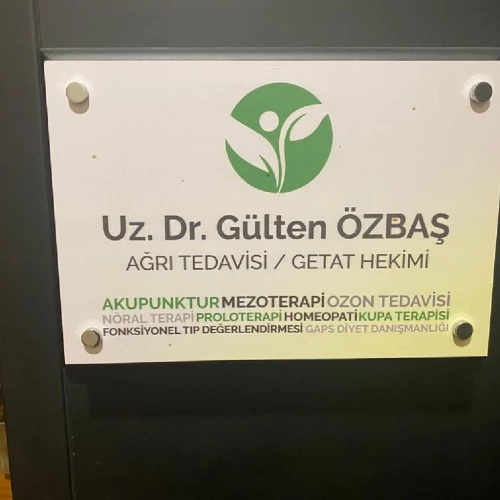 Uz. Dr. Gülten ÖZBAŞ
AĞRI TEDAVİSİ / GETAT HEKİMİ
AKUPUNKTUR MEZOTERAPİ OZON TEDAVİSİ
NÖRAL TERAPİ PROLOTERAPİ HOMEOPATİ KUPA TERAPİSİ
FONKSİYONEL TIP DEĞERLENDİRMESİ GAPS DİYET DANIŞMANLIĞI